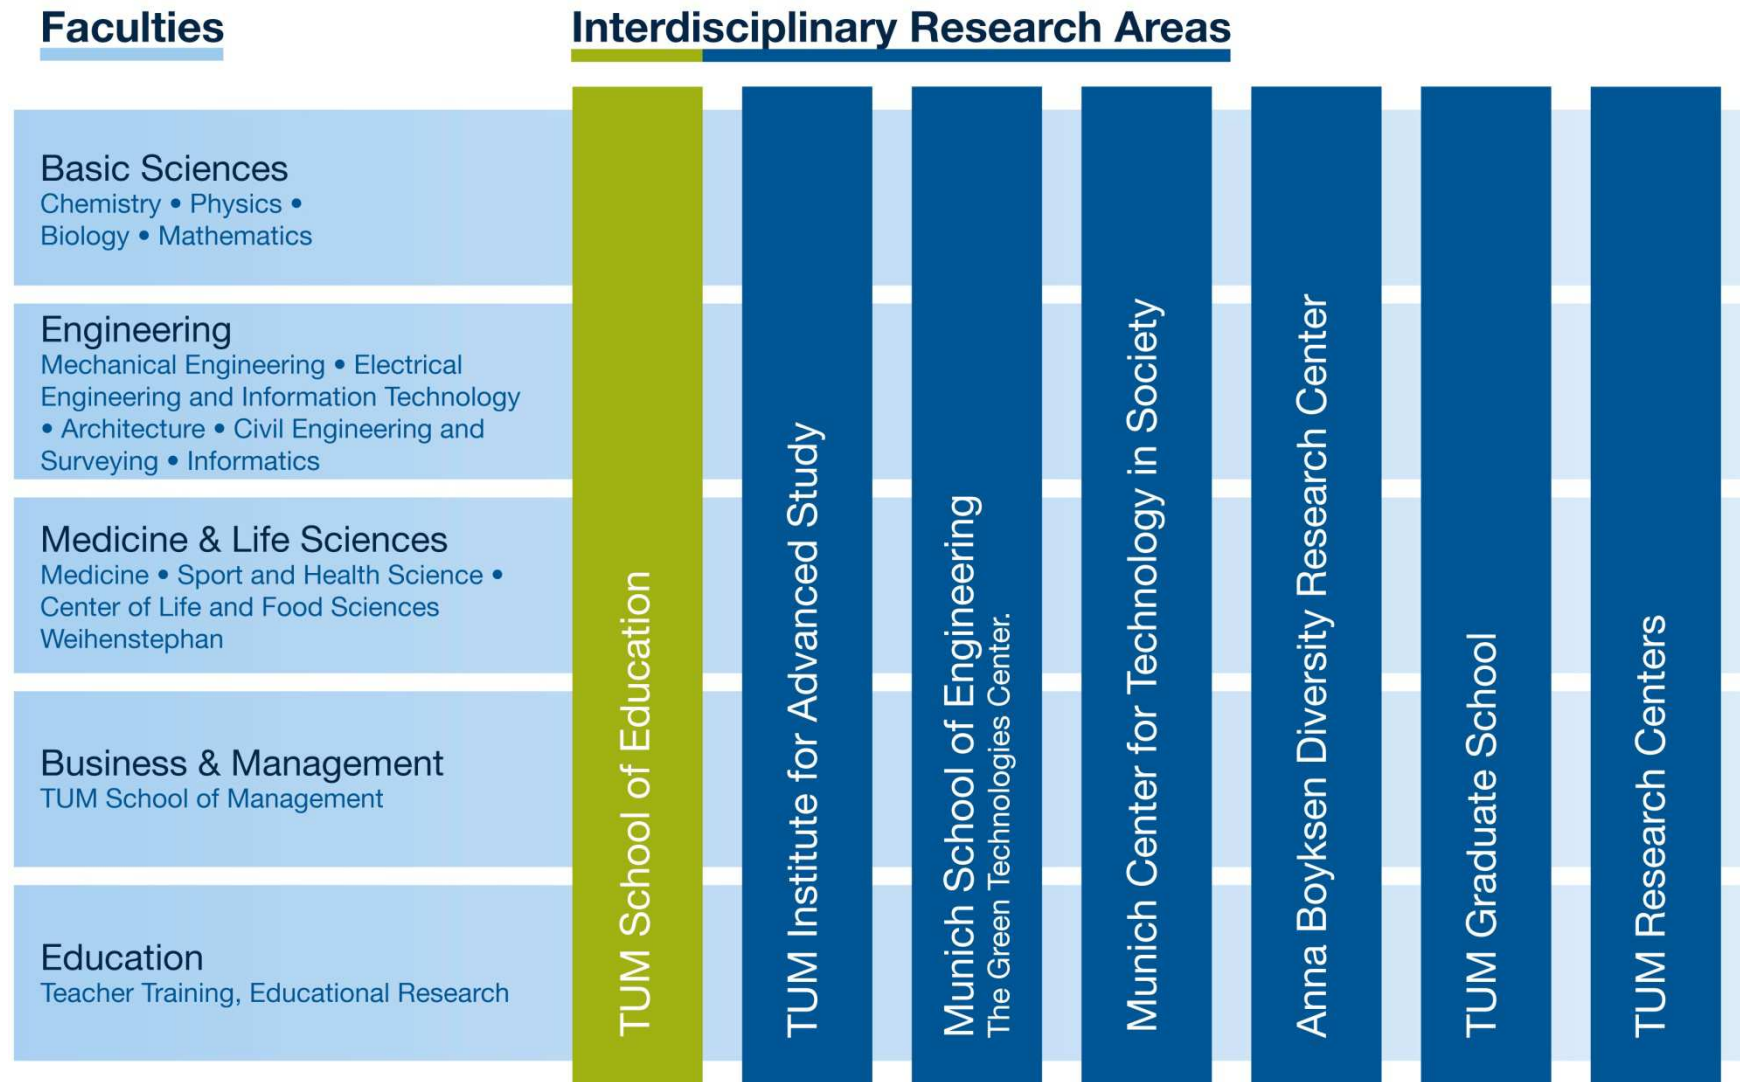 Faculties
Interdisciplinary Research Areas
Basic Sciences
Chemistry • Physics •
Biology • Mathematics
Engineering
Mechanical Engineering • Electrical
Engineering and Information Technology
• Architecture • Civil Engineering and
Surveying • Informatics
Medicine & Life Sciences
Medicine • Sport and Health Science •
Center of Life and Food Sciences
Weihenstephan
Business & Management
TUM School of Management
Education
Teacher Training, Educational Research
TUM School of Education
TUM Institute for Advanced Study
Munich School of Engineering
The Green Technologies Center.
Munich Center for Technology in Society
Anna Boyksen Diversity Research Center
TUM Graduate School
TUM Research Centers